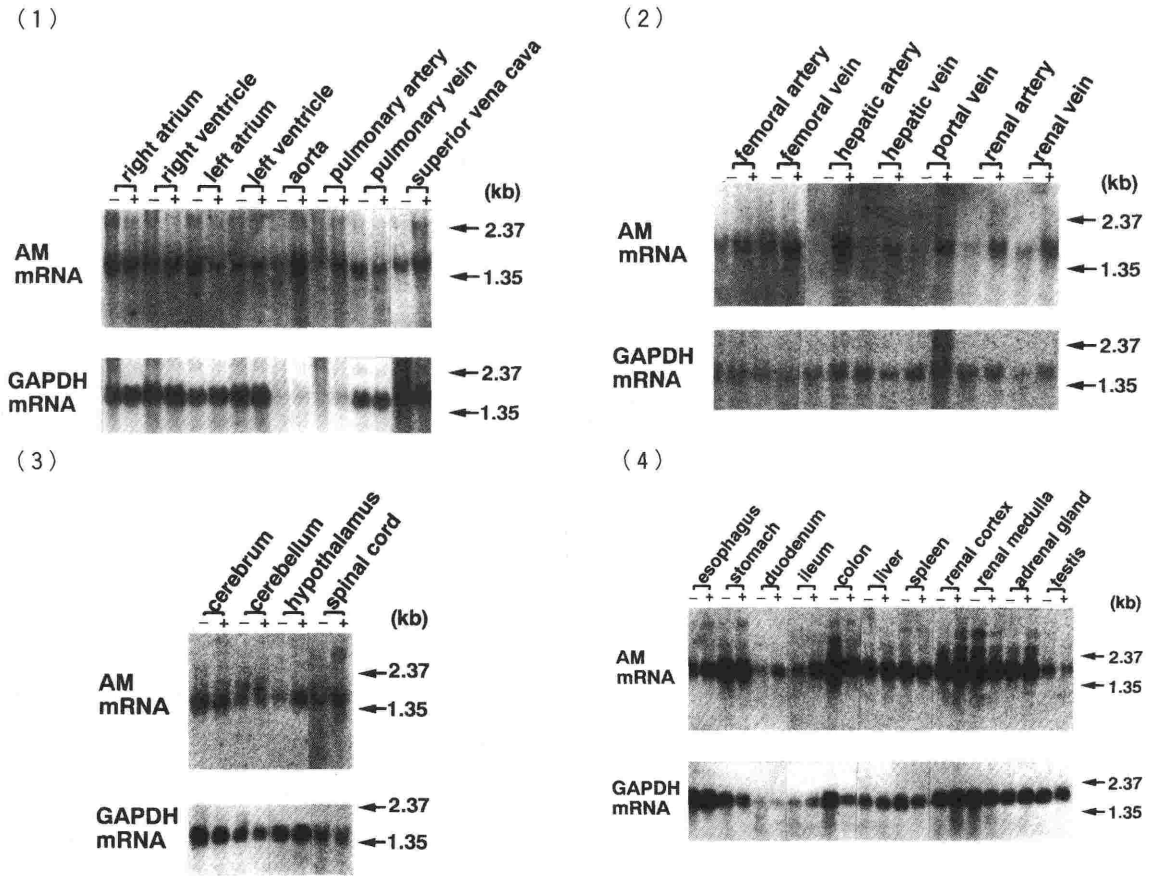 (1)
right atrium
right ventricle
left atrium
left ventricle
aorta
pulmonary artery
pulmonary vein
superior vena cava
- + - + - + - + - + - + - + - +
(kb)
AM
mRNA
2.37
1.35
GAPDH
mRNA
2.37
1.35
(2)
femoral artery
femoral vein
hepatic artery
hepatic vein
portal vein
renal artery
renal vein
- + - + - + - + - + - + - +
(kb)
AM
mRNA
2.37
1.35
GAPDH
mRNA
2.37
1.35
(3)
cerebrum
cerebellum
hypothalamus
spinal cord
- + - + - + - +
(kb)
AM
mRNA
2.37
1.35
GAPDH
mRNA
2.37
1.35
(4)
esophagus
stomach
duodenum
ileum
colon
liver
spleen
renal cortex
renal medulla
adrenal gland
testis
- + - + - + - + - + - + - + - + - + - + - +
(kb)
AM
mRNA
2.37
1.35
GAPDH
mRNA
2.37
1.35